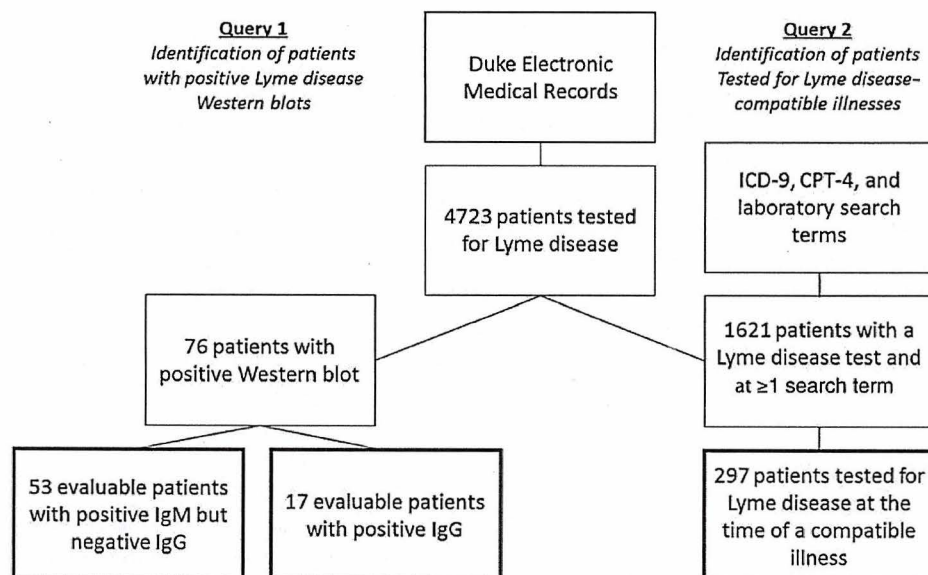 Query 1
Identification of patients
with positive Lyme disease
Western blots
Duke Electronic
Medical Records
Query 2
Identification of patients
Tested for Lyme disease–
compatible illnesses
4723 patients tested
for Lyme disease
ICD-9, CPT-4, and
laboratory search
terms
76 patients with
positive Western blot
1621 patients with a
Lyme disease test and
at ≥1 search term
53 evaluable patients
with positive IgM but
negative IgG
17 evaluable patients
with positive IgG
297 patients tested for
Lyme disease at the
time of a compatible
illness